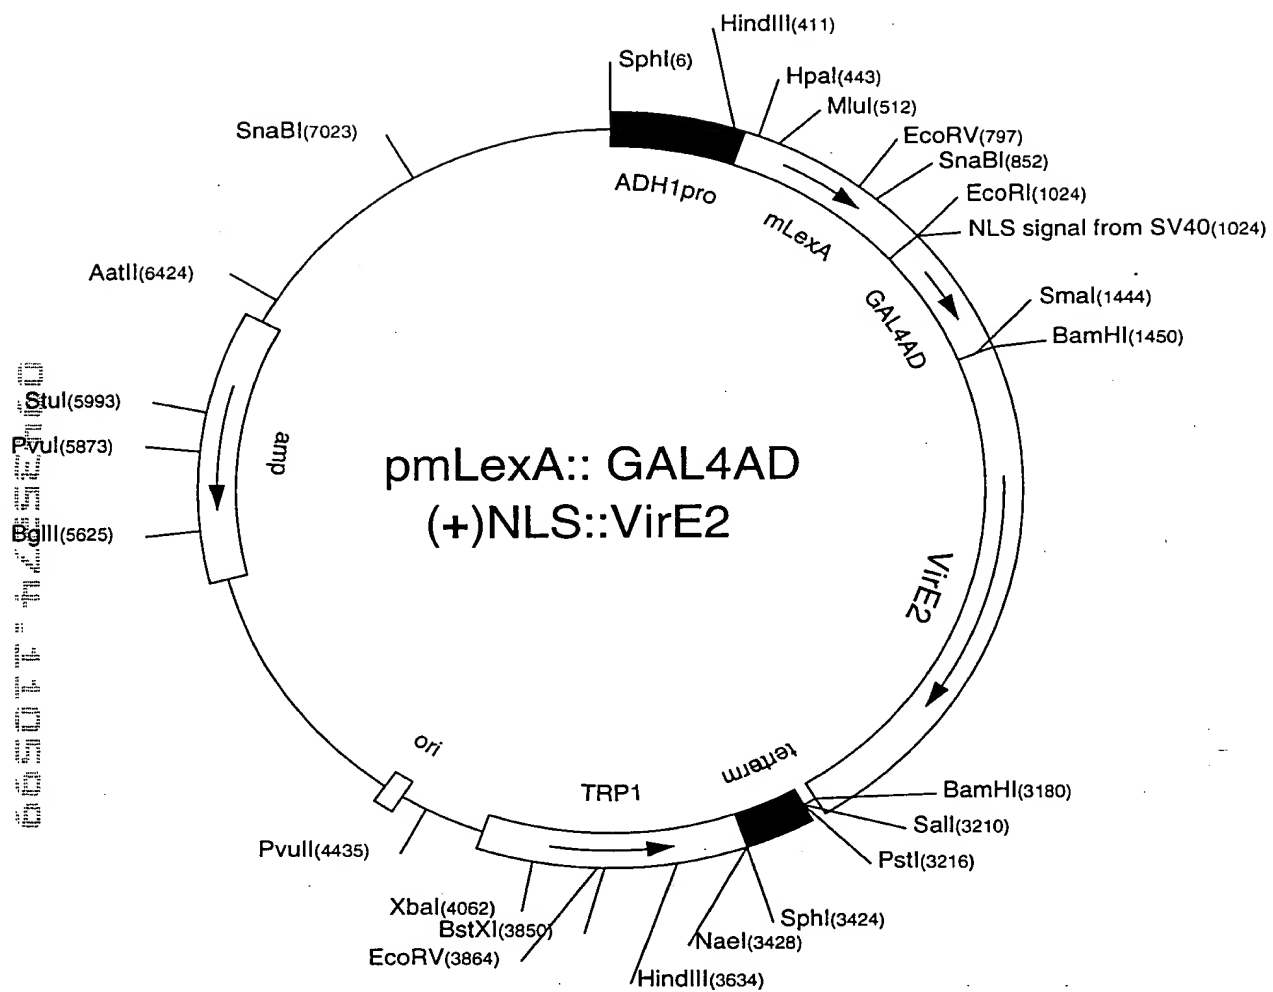 HindIII(411)
SphI(6)
HpaI(443)
MluI(512)
SnaBI(7023)
EcoRV(797)
SnaBI(852)
ADH1pro
EcoRI(1024)
mLexA
NLS signal from SV40(1024)
AatII(6424)
SmaI(1444)
GAL4AD
BamHI(1450)
StuI(5993)
PvuI(5873)
amp
pmLexA:: GAL4AD
(+)NLS::VirE2
BglII(5625)
VirE2
ori
TRP1
BamHI(3180)
SalI(3210)
PvuII(4435)
PstI(3216)
XbaI(4062)
SphI(3424)
BstXI(3850)
NaeI(3428)
EcoRV(3864)
HindIII(3634)